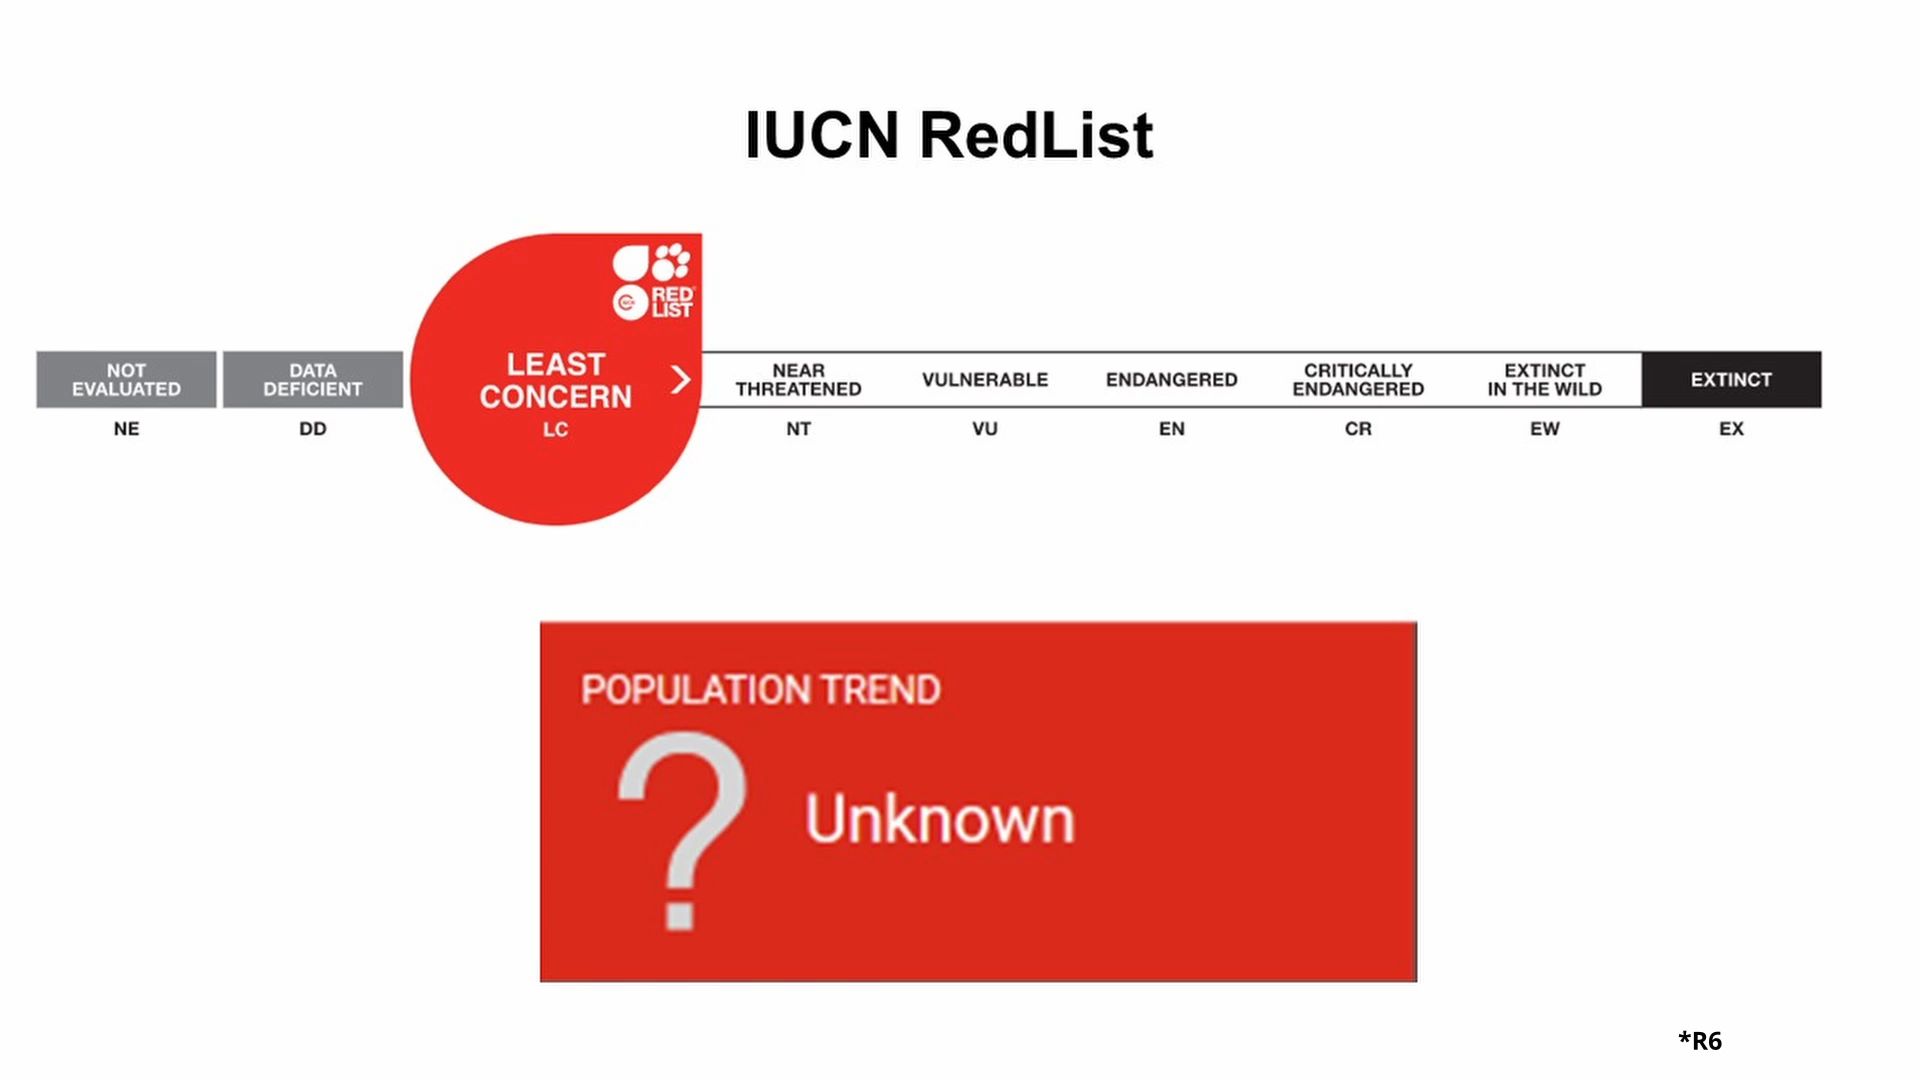 IUCN RedList
RED
LIST
NOT
EVALUATED
NE
DATA
DEFICIENT
DD
LEAST
CONCERN
LC
NEAR
THREATENED
NT
VULNERABLE
VU
ENDANGERED
EN
CRITICALLY
ENDANGERED
CR
EXTINCT
IN THE WILD
EW
EXTINCT
EX
POPULATION TREND
?
Unknown
*R6